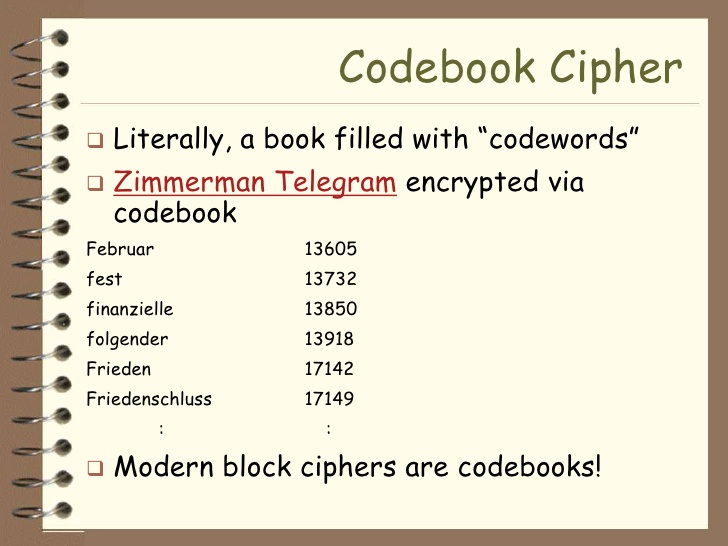 Codebook Cipher
❑ Literally, a book filled with “codewords”
❑ Zimmerman Telegram encrypted via
codebook
Februar 13605
fest 13732
finanzielle 13850
folgender 13918
Frieden 17142
Friedenschluss 17149
: :
❑ Modern block ciphers are codebooks!